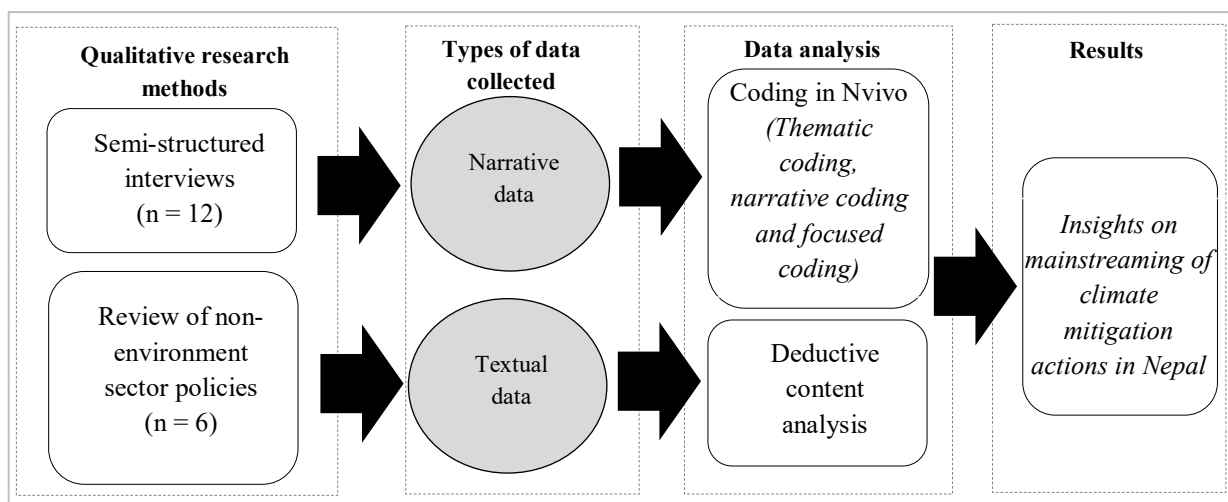 Qualitative research
methods
Semi-structured
interviews
(n = 12)
Review of non-
environment
sector policies
(n = 6)
Types of data
collected
Narrative
data
Textual
data
Data analysis
Coding in Nvivo
(Thematic
coding,
narrative coding
and focused
coding)
Deductive
content
analysis
Results
Insights on
mainstreaming of
climate
mitigation
actions in Nepal